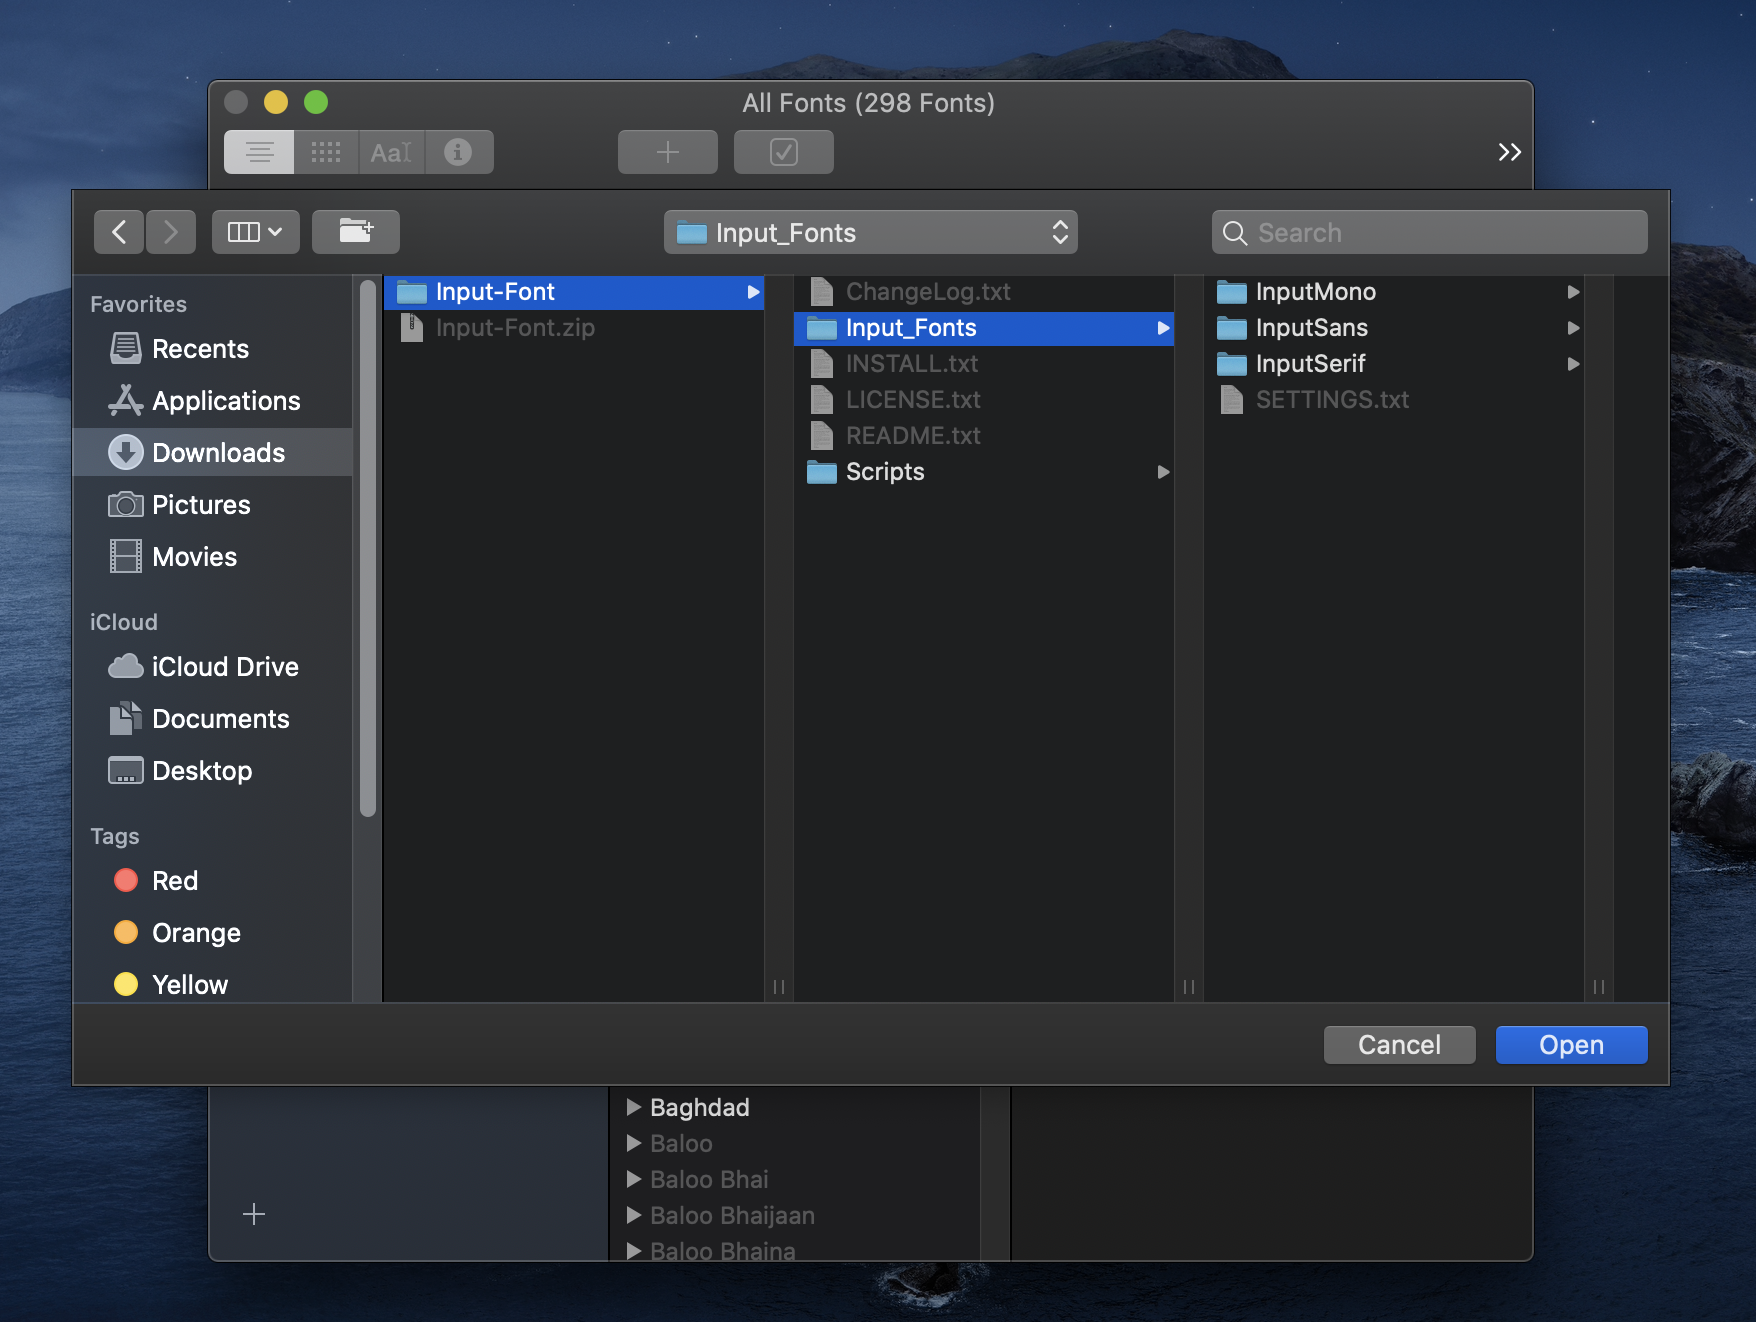 All Fonts (298 Fonts)
Aa
Input_Fonts
Search
Favorites
Recents
Applications
Downloads
Pictures
Movies
iCloud
iCloud Drive
Documents
Desktop
Tags
Red
Orange
Yellow
Input-Font
Input-Font.zip
ChangeLog.txt
Input_Fonts
INSTALL.txt
LICENSE.txt
README.txt
Scripts
InputMono
InputSans
InputSerif
SETTINGS.txt
Cancel
Open
Baghdad
Baloo
Baloo Bhai
Baloo Bhaijaan
Baloo Bhaina